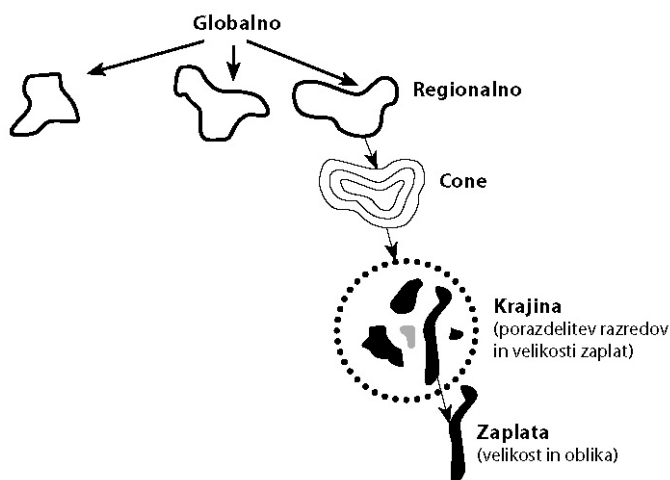 Globalno
Regionalno
Cone
Krajina
(porazdelitev razredov
in velikosti zaplat)
Zaplata
(velikost in oblika)